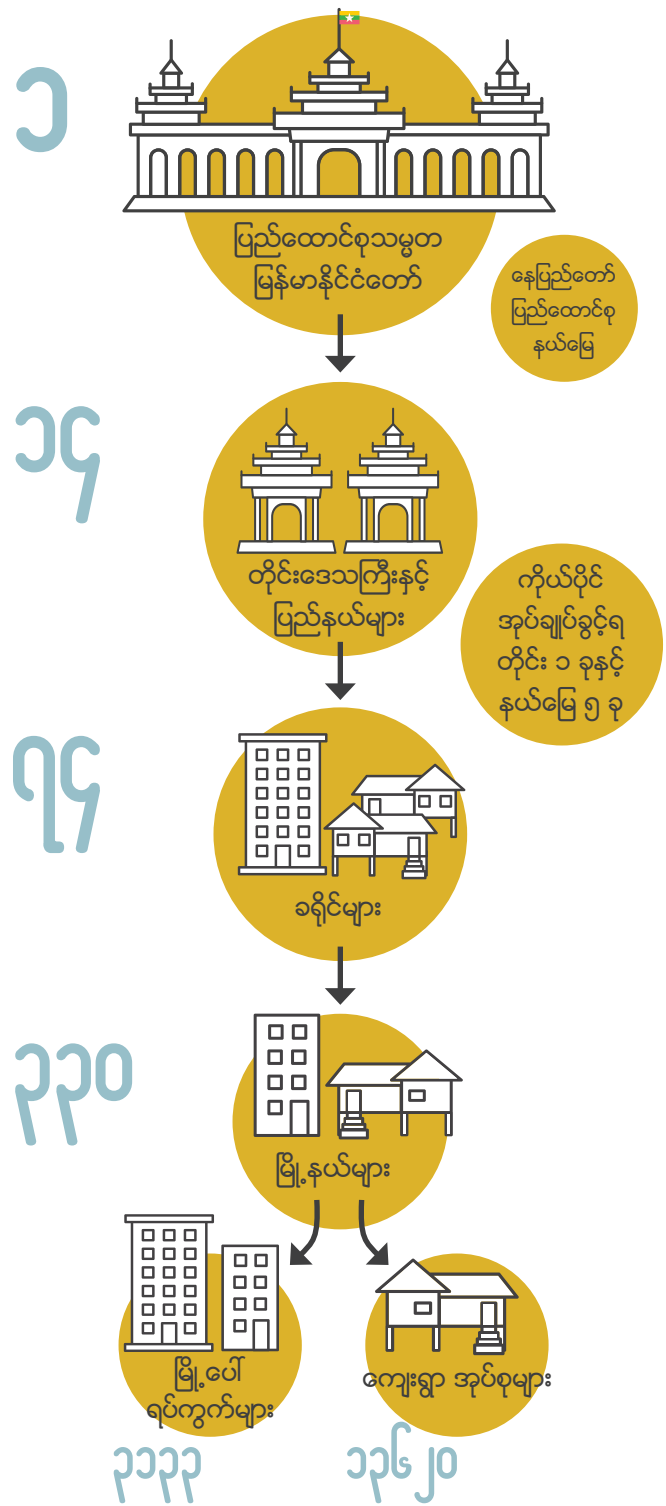 ၁
ပြည်ထောင်စုသမ္မတ
မြန်မာနိုင်ငံတော်
နေပြည်တော်
ပြည်ထောင်စု
နယ်မြေ
၁၄
တိုင်းဒေသကြီးနှင့်
ပြည်နယ်များ
ကိုယ်ပိုင်
အုပ်ချုပ်ခွင့်ရ
တိုင်း ၁ ခုနှင့်
နယ်မြေ ၅ ခု
၇၄
ခရိုင်များ
၃၃၀
မြို့နယ်များ
မြို့ပေါ်
ရပ်ကွက်များ
၃၁၃၃
ကျေးရွာ အုပ်စုများ
၁၃၆၂၀